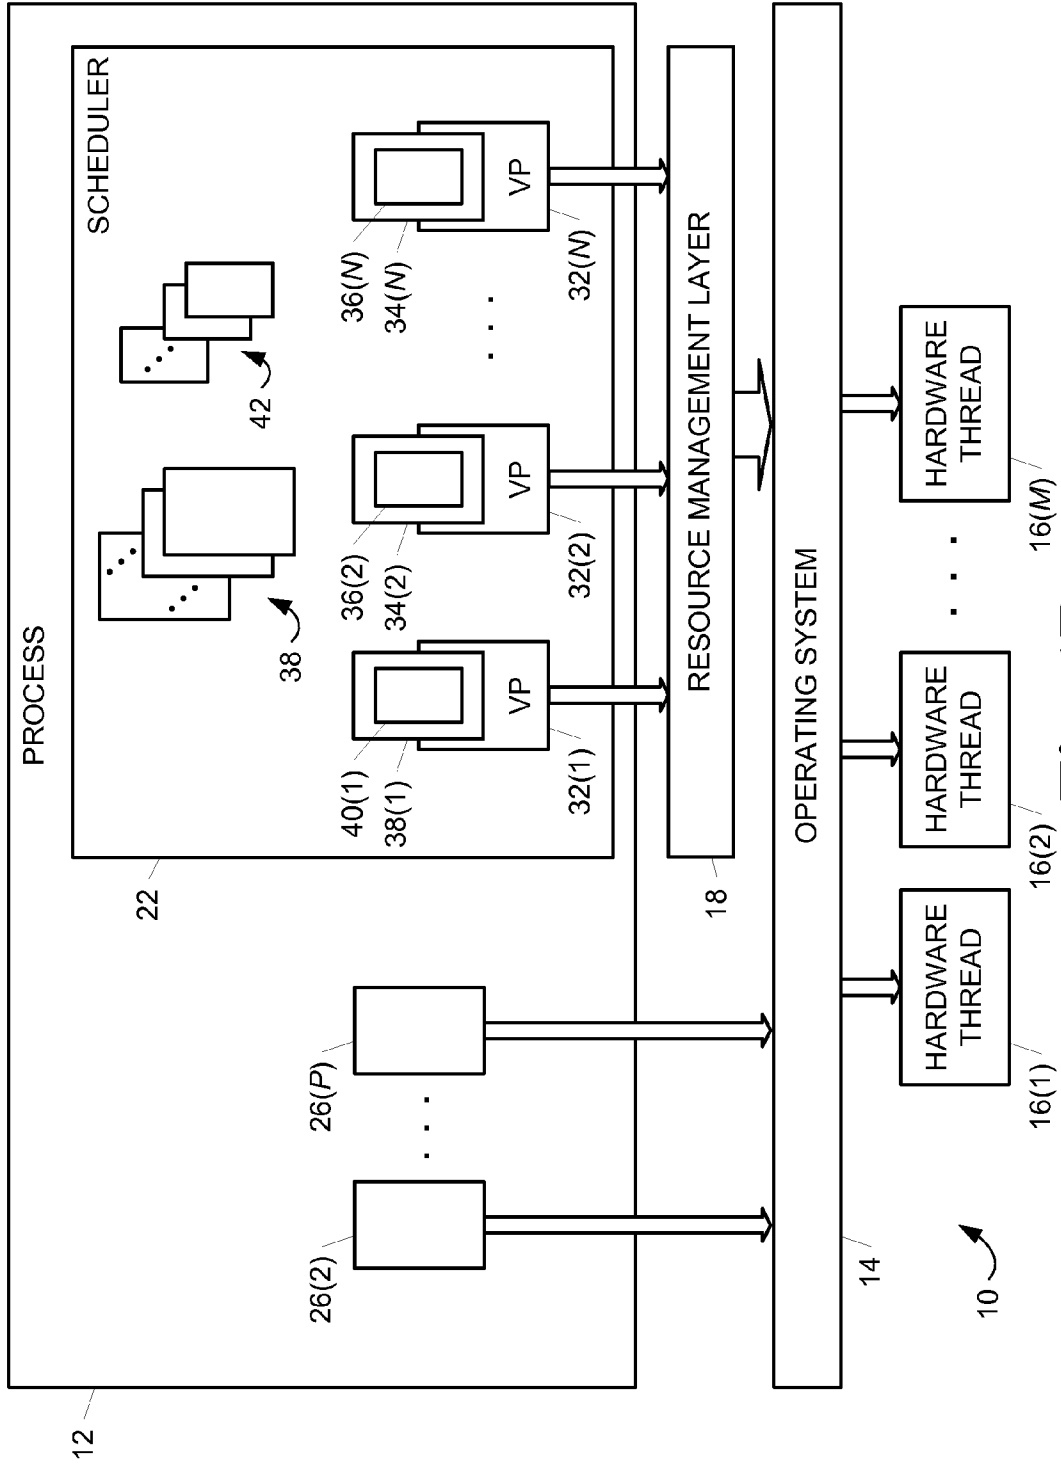 PROCESS
12
SCHEDULER
22
42
38
26(2)
26(P)
40(1)
36(2)
36(N)
38(1)
34(2)
34(N)
VP
VP
VP
32(1)
32(2)
32(N)
RESOURCE MANAGEMENT LAYER
18
OPERATING SYSTEM
14
HARDWARE
THREAD
HARDWARE
THREAD
HARDWARE
THREAD
10
16(1)
16(2)
16(M)